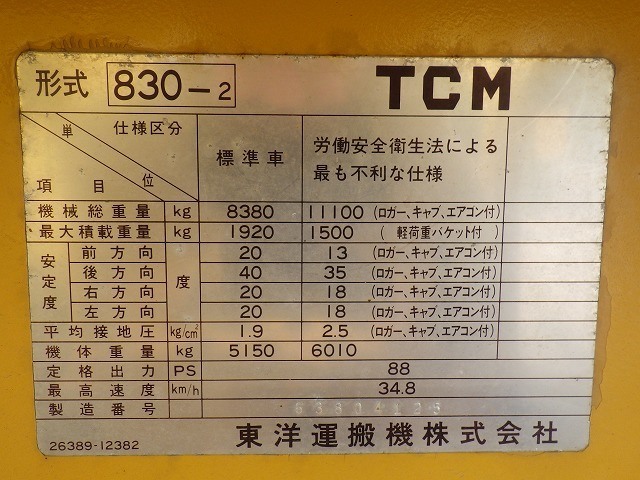 形式 830-2 TCM
単位 項目 仕様区分 標準車 労働安全衛生法による
最も不利な仕様
機械総重量 kg 8380 11100 (ロガー、キャブ、エアコン付)
最大積載重量 kg 1920 1500 (軽荷重バケット付)
安定度 前方向 度 20 13 (ロガー、キャブ、エアコン付)
後方向 40 35 (ロガー、キャブ、エアコン付)
右方向 20 18 (ロガー、キャブ、エアコン付)
左方向 20 18 (ロガー、キャブ、エアコン付)
平均接地圧 kg/cm² 1.9 2.5 (ロガー、キャブ、エアコン付)
機体重量 kg 5150 6010
定格出力 PS 88
最高速度 km/h 34.8
製造番号
26389-12382 東洋運搬機株式会社